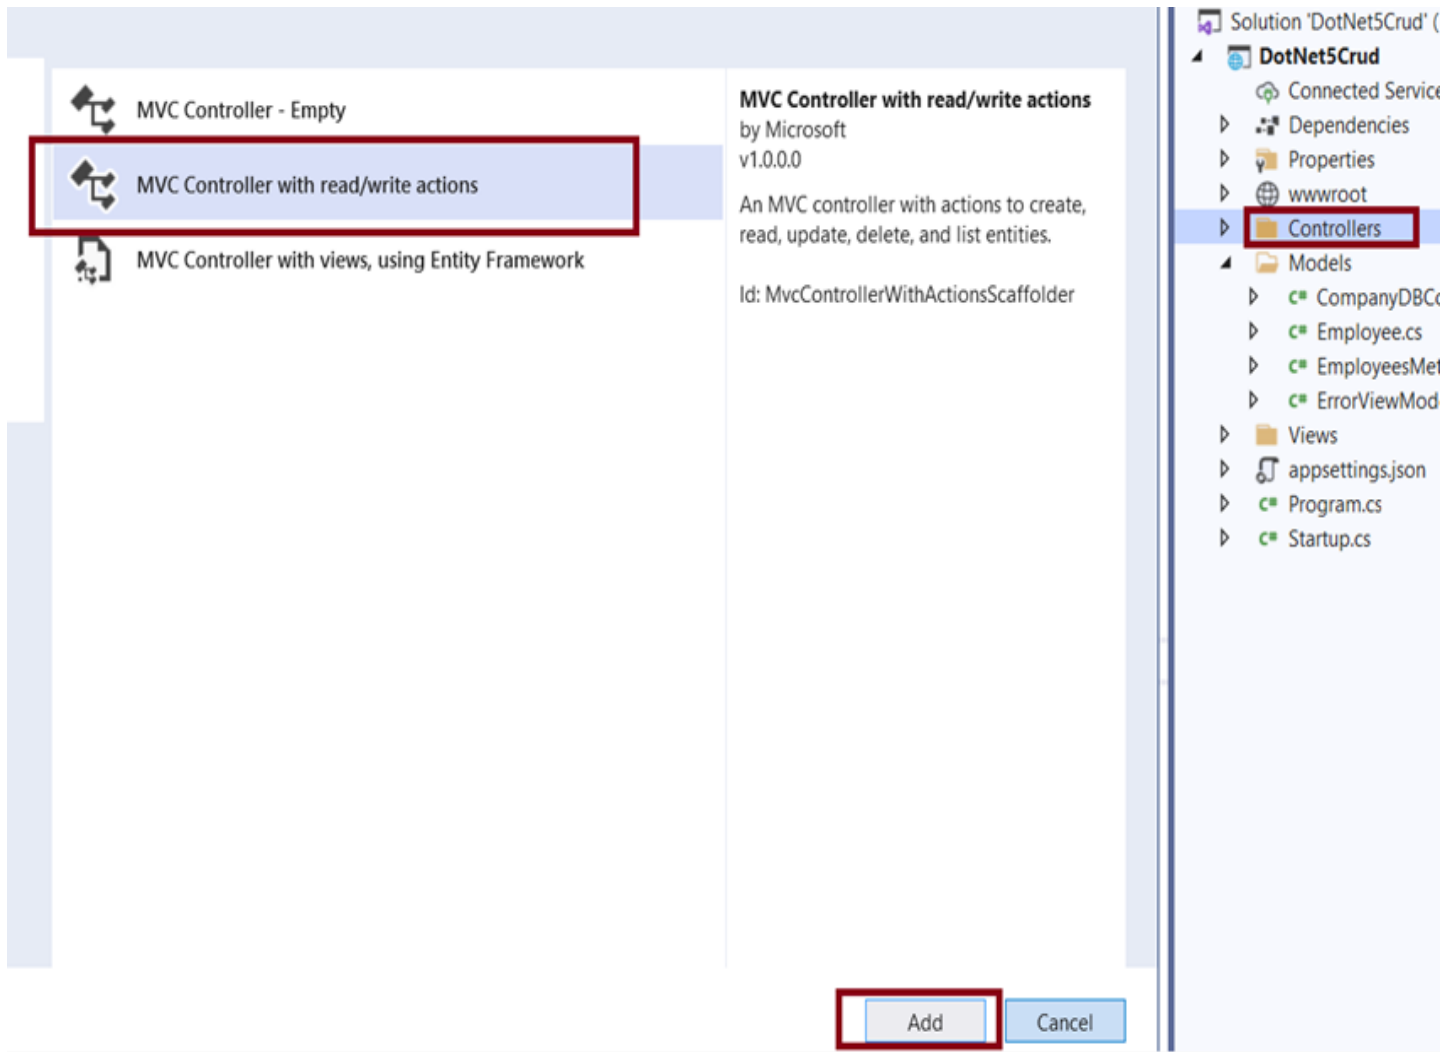 MVC Controller - Empty
MVC Controller with read/write actions
MVC Controller with views, using Entity Framework
MVC Controller with read/write actions
by Microsoft
v1.0.0.0
An MVC controller with actions to create,
read, update, delete, and list entities.
Id: MvcControllerWithActionsScaffolder
Add
Cancel
Solution 'DotNet5Crud' (
DotNet5Crud
Connected Service
Dependencies
Properties
wwwroot
Controllers
Models
C# CompanyDBCo
C# Employee.cs
C# EmployeesMet
C# ErrorViewMod
Views
appsettings.json
C# Program.cs
C# Startup.cs